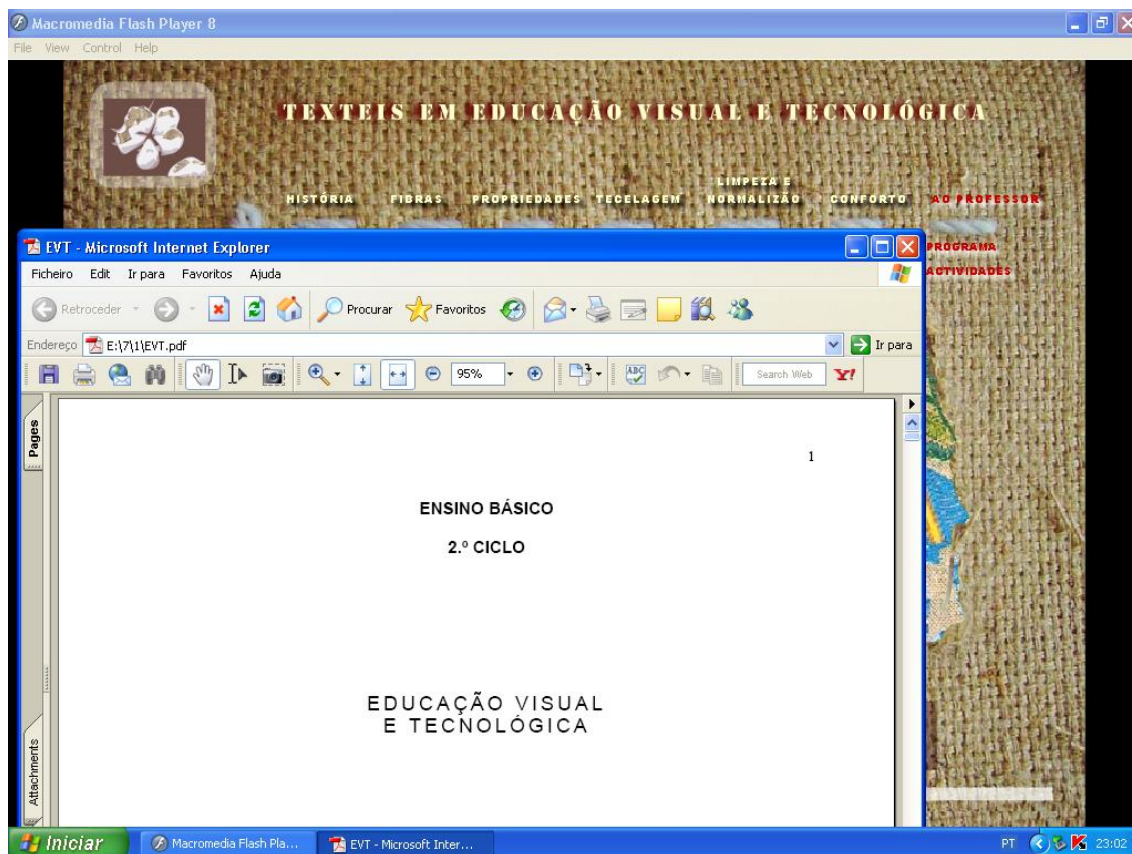 Macromedia Flash Player 8
File View Control Help
TEXTEIS EM EDUCAÇÃO VISUAL E TECNOLÓGICA
HISTÓRIA FIBRAS PROPRIEDADES TECELAGEM LIMPEZA E NORMALIZÃO CONFORTO AO PROFESSOR
PROGRAMA
ACTIVIDADES
EVT - Microsoft Internet Explorer
Ficheiro Edit Ir para Favoritos Ajuda
Retroceder Procurar Favoritos
Endereço E:\7\1\EVT.pdf Ir para
95% ABC Search Web Y!
Pages
1
ENSINO BÁSICO
2.º CICLO
EDUCAÇÃO VISUAL
E TECNOLÓGICA
Attachments
Iniciar Macromedia Flash Pla... EVT - Microsoft Inter... PT K 23:02